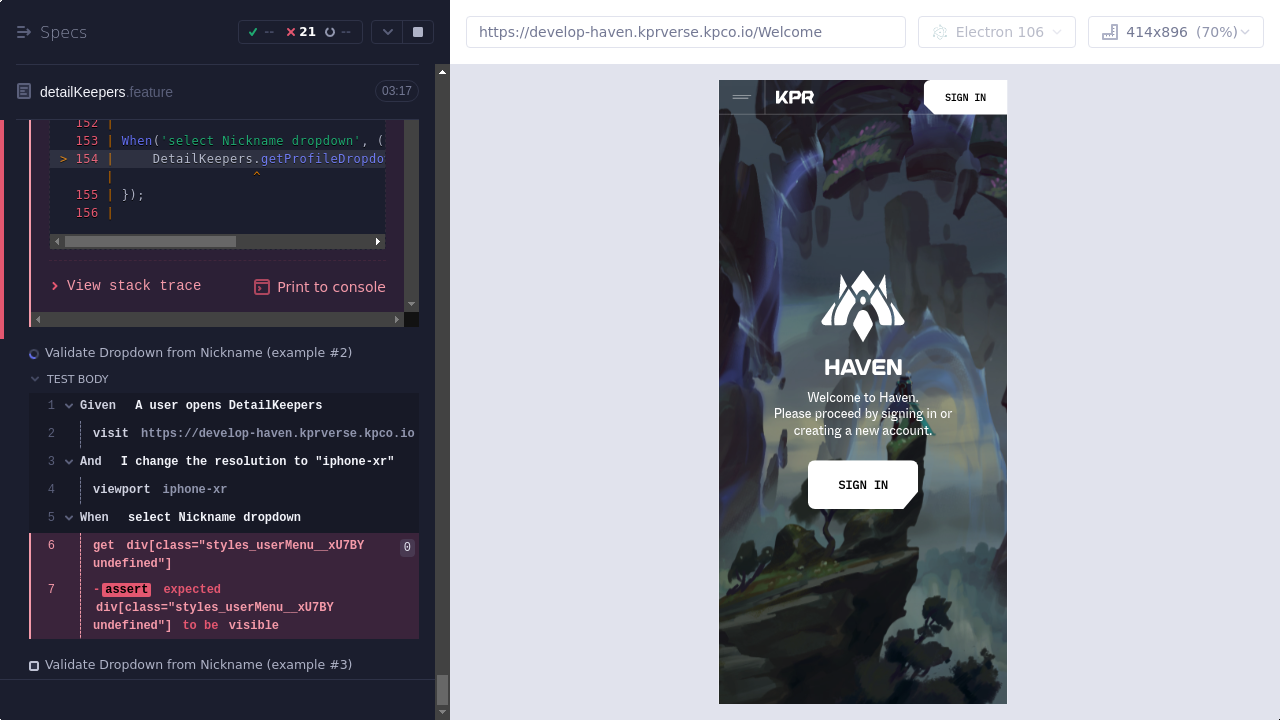 Specs
-- 21 --
detailKeepers.feature 03:17
152 |
153 | When('select Nickname dropdown', (
> 154 | DetailKeepers.getProfileDropdo
| ^
155 | });
156 |
View stack trace
Print to console
Validate Dropdown from Nickname (example #2)
TEST BODY
1 Given A user opens DetailKeepers
2 visit https://develop-haven.kprverse.kpco.io
3 And I change the resolution to "iphone-xr"
4 viewport iphone-xr
5 When select Nickname dropdown
6 get div[class="styles_userMenu__xU7BY 0
undefined"]
7 -assert expected
div[class="styles_userMenu__xU7BY
undefined"] to be visible
Validate Dropdown from Nickname (example #3)
https://develop-haven.kprverse.kpco.io/Welcome
Electron 106
414x896 (70%)
KPR
SIGN IN
HAVEN
Welcome to Haven.
Please proceed by signing in or
creating a new account.
SIGN IN